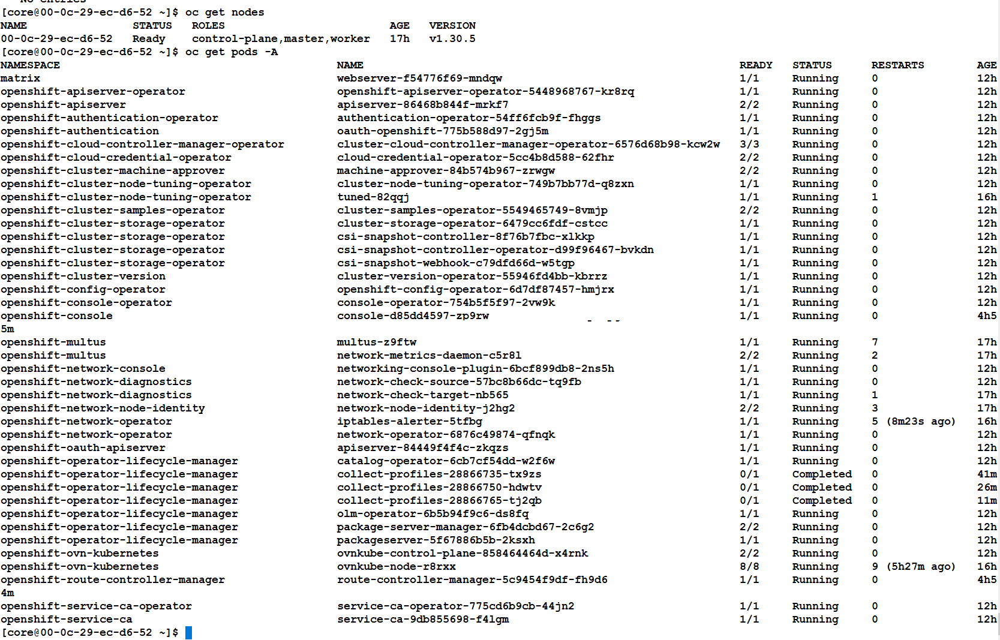 No entries
[core@00-0c-29-ec-d6-52 ~]$ oc get nodes
NAME STATUS ROLES AGE VERSION
00-0c-29-ec-d6-52 Ready control-plane,master,worker 17h v1.30.5
[core@00-0c-29-ec-d6-52 ~]$ oc get pods -A
NAMESPACE NAME READY STATUS RESTARTS AGE
matrix webserver-f54776f69-mndqw 1/1 Running 0 12h
openshift-apiserver-operator openshift-apiserver-operator-5448968767-kr8rq 1/1 Running 0 12h
openshift-apiserver apiserver-86468b844f-mrkf7 2/2 Running 0 12h
openshift-authentication-operator authentication-operator-54ff6fcb9f-fhggs 1/1 Running 0 12h
openshift-authentication oauth-openshift-775b588d97-2gj5m 1/1 Running 0 12h
openshift-cloud-controller-manager-operator cluster-cloud-controller-manager-operator-6576d68b98-kcw2w 3/3 Running 0 12h
openshift-cloud-credential-operator cloud-credential-operator-5cc4b8d588-62fhr 2/2 Running 0 12h
openshift-cluster-machine-approver machine-approver-84b574b967-zrwgw 2/2 Running 0 12h
openshift-cluster-node-tuning-operator cluster-node-tuning-operator-749b7bb77d-q8zxn 1/1 Running 0 12h
openshift-cluster-node-tuning-operator tuned-82qqj 1/1 Running 1 16h
openshift-cluster-samples-operator cluster-samples-operator-5549465749-8vmjp 2/2 Running 0 12h
openshift-cluster-storage-operator cluster-storage-operator-6479cc6fdf-cstcc 1/1 Running 0 12h
openshift-cluster-storage-operator csi-snapshot-controller-8f76b7fbc-xlkkp 1/1 Running 0 12h
openshift-cluster-storage-operator csi-snapshot-controller-operator-d99f96467-bvkdn 1/1 Running 0 12h
openshift-cluster-storage-operator csi-snapshot-webhook-c79dfd66d-w5tgp 1/1 Running 0 12h
openshift-cluster-version cluster-version-operator-55946fd4bb-kbrrz 1/1 Running 0 12h
openshift-config-operator openshift-config-operator-6d7df87457-hmjrx 1/1 Running 0 12h
openshift-console-operator console-operator-754b5f5f97-2vw9k 1/1 Running 0 12h
openshift-console console-d85dd4597-zp9rw 1/1 Running 0 4h5
5m
openshift-multus multus-z9ftw 1/1 Running 7 17h
openshift-multus network-metrics-daemon-c5r8l 2/2 Running 2 17h
openshift-network-console networking-console-plugin-6bcf899db8-2ns5h 1/1 Running 0 12h
openshift-network-diagnostics network-check-source-57bc8b66dc-tq9fb 1/1 Running 0 12h
openshift-network-diagnostics network-check-target-nb565 1/1 Running 1 17h
openshift-network-node-identity network-node-identity-j2hg2 2/2 Running 3 17h
openshift-network-operator iptables-alerter-5tfbg 1/1 Running 5 (8m23s ago) 16h
openshift-network-operator network-operator-6876c49874-qfnqk 1/1 Running 0 12h
openshift-oauth-apiserver apiserver-84449f4f4c-zkqzs 1/1 Running 0 12h
openshift-operator-lifecycle-manager catalog-operator-6cb7cf54dd-w2f6w 1/1 Running 0 12h
openshift-operator-lifecycle-manager collect-profiles-28866735-tx9zs 0/1 Completed 0 41m
openshift-operator-lifecycle-manager collect-profiles-28866750-hdwtv 0/1 Completed 0 26m
openshift-operator-lifecycle-manager collect-profiles-28866765-tj2qb 0/1 Completed 0 11m
openshift-operator-lifecycle-manager olm-operator-6b5b94f9c6-ds8fq 1/1 Running 0 12h
openshift-operator-lifecycle-manager package-server-manager-6fb4dcbd67-2c6g2 2/2 Running 0 12h
openshift-operator-lifecycle-manager packageserver-5f67886b5b-2ksxh 1/1 Running 0 12h
openshift-ovn-kubernetes ovnkube-control-plane-858464464d-x4rnk 2/2 Running 0 12h
openshift-ovn-kubernetes ovnkube-node-r8rxx 8/8 Running 9 (5h27m ago) 16h
openshift-route-controller-manager route-controller-manager-5c9454f9df-fh9d6 1/1 Running 0 4h5
4m
openshift-service-ca-operator service-ca-operator-775cd6b9cb-44jn2 1/1 Running 0 12h
openshift-service-ca service-ca-9db855698-f4lgm 1/1 Running 0 12h
[core@00-0c-29-ec-d6-52 ~]$